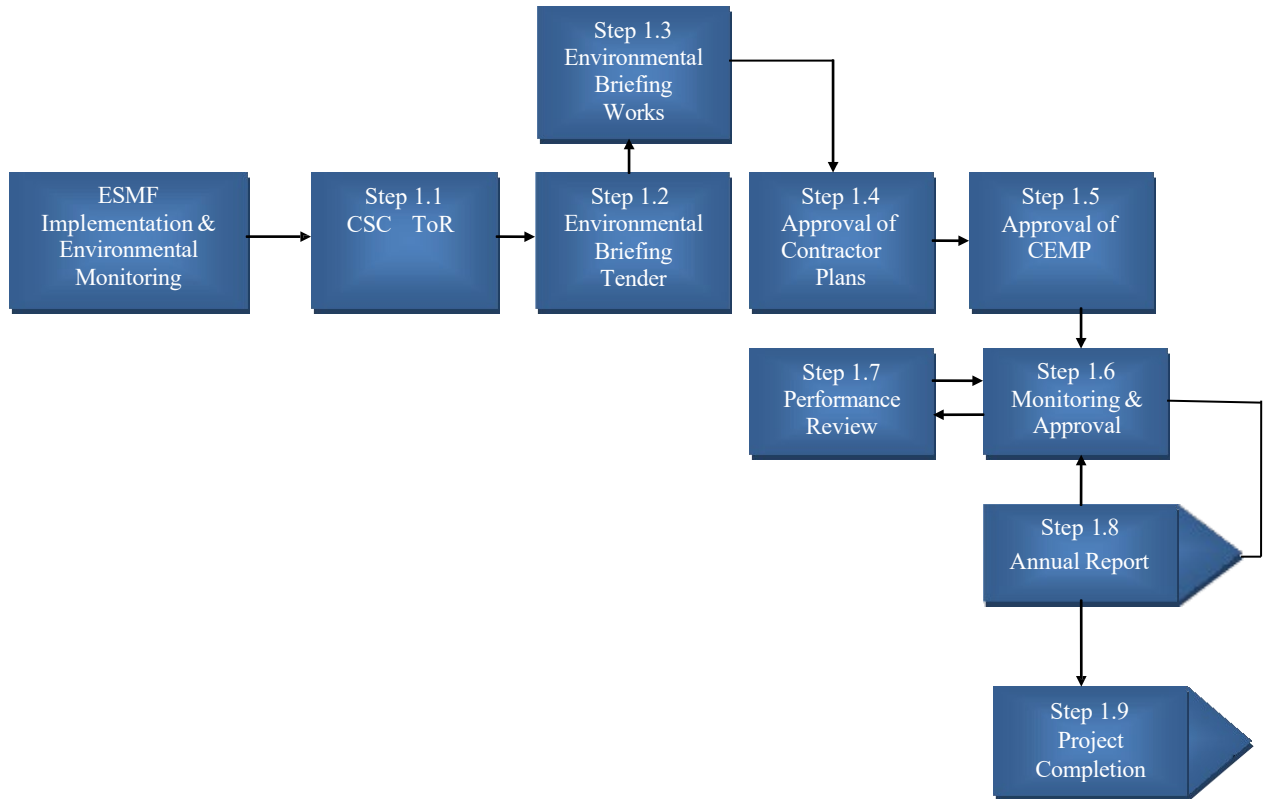 ESMF
Implementation &
Environmental
Monitoring
Step 1.1
CSC ToR
Step 1.2
Environmental
Briefing
Tender
Step 1.3
Environmental
Briefing
Works
Step 1.4
Approval of
Contractor
Plans
Step 1.5
Approval of
CEMP
Step 1.6
Monitoring &
Approval
Step 1.7
Performance
Review
Step 1.8
Annual Report
Step 1.9
Project
Completion